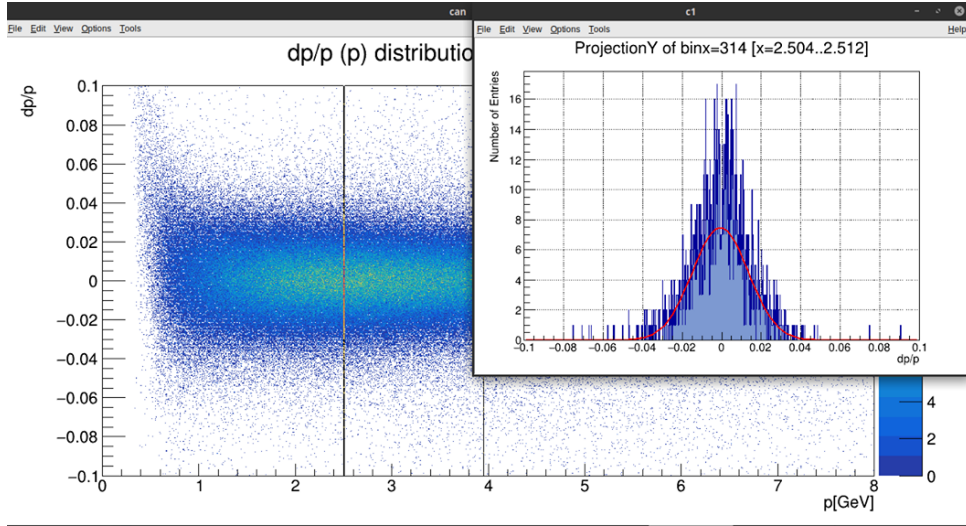 can
File Edit View Options Tools
dp/p (p) distributio
dp/p
0.1
0.08
0.06
0.04
0.02
0
−0.02
−0.04
−0.06
−0.08
−0.1
0 1 2 3 4 5 6 7 8
p[GeV]
4
2
0
c1
File Edit View Options Tools Help
ProjectionY of binx=314 [x=2.504..2.512]
Number of Entries
16
14
12
10
8
6
4
2
0
−0.1 −0.08 −0.06 −0.04 −0.02 0 0.02 0.04 0.06 0.08 0.1
dp/p